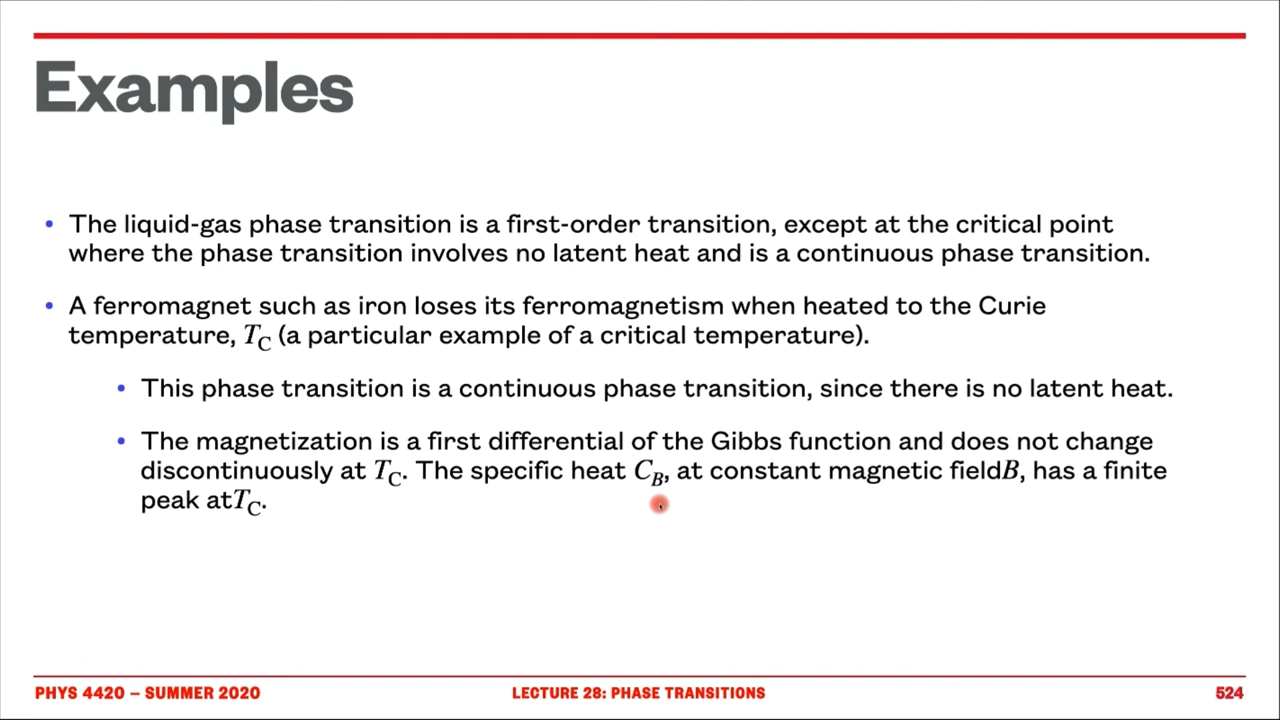 Examples
• The liquid-gas phase transition is a first-order transition, except at the critical point
where the phase transition involves no latent heat and is a continuous phase transition.
• A ferromagnet such as iron loses its ferromagnetism when heated to the Curie
temperature, T_C (a particular example of a critical temperature).
• This phase transition is a continuous phase transition, since there is no latent heat.
• The magnetization is a first differential of the Gibbs function and does not change
discontinuously at T_C. The specific heat C_B, at constant magnetic fieldB, has a finite
peak atT_C.
PHYS 4420 – SUMMER 2020
LECTURE 28: PHASE TRANSITIONS
524